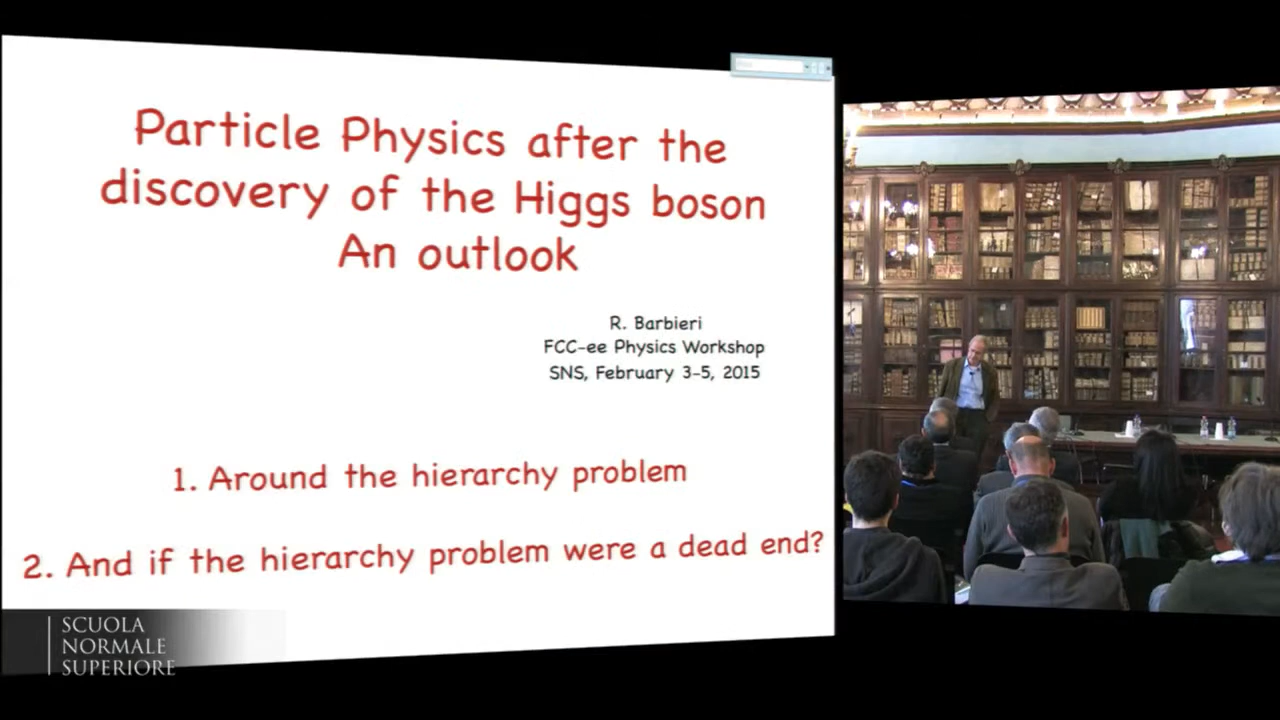 Particle Physics after the
discovery of the Higgs boson
An outlook
R. Barbieri
FCC-ee Physics Workshop
SNS, February 3-5, 2015
1. Around the hierarchy problem
2. And if the hierarchy problem were a dead end?
SCUOLA
NORMALE
SUPERIORE